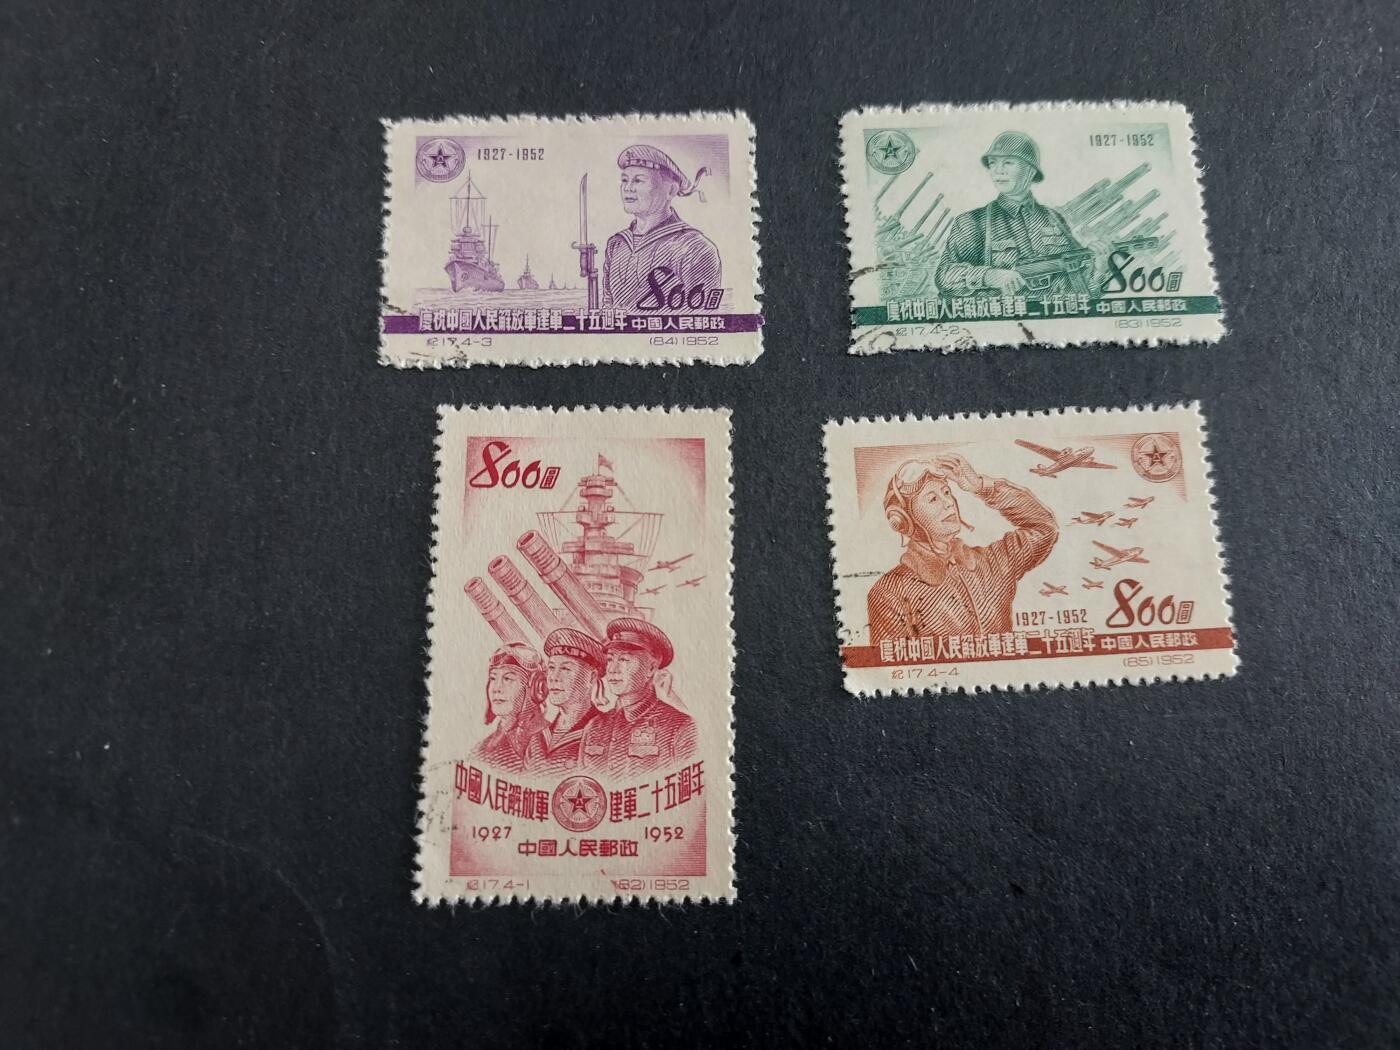 1927-1952
800圓
慶祝中國人民解放軍建軍二十五週年 中國人民郵政
紀17.4-3 (84)1952
1927-1952
800圓
慶祝中國人民解放軍建軍二十五週年 中國人民郵政
紀17.4-2 (83)1952
800圓
中國人民解放軍 建軍二十五週年
1927 1952
中國人民郵政
紀17.4-1 (82)1952
1927-1952 800圓
慶祝中國人民解放軍建軍二十五週年 中國人民郵政
紀17.4-4 (85)1952